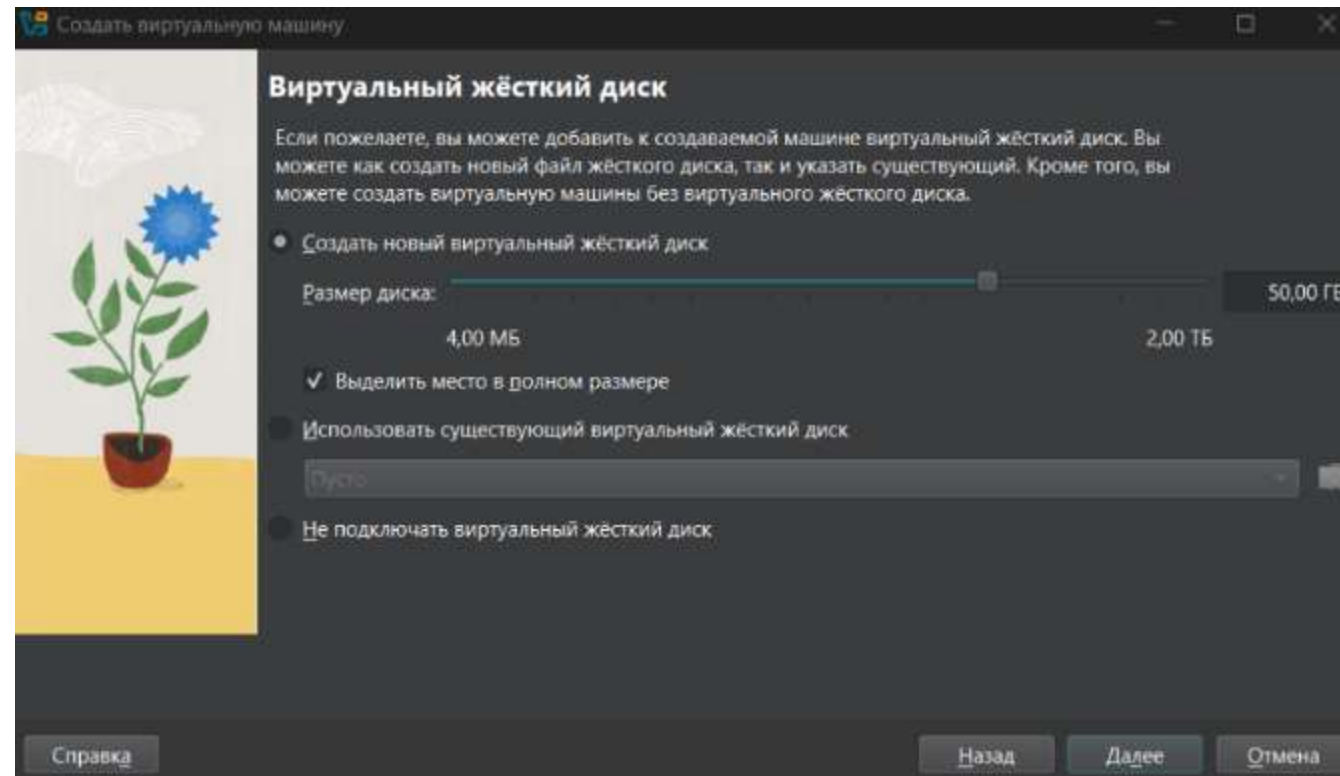 Создать виртуальную машину
Виртуальный жёсткий диск
Если пожелаете, вы можете добавить к создаваемой машине виртуальный жёсткий диск. Вы
можете как создать новый файл жёсткого диска, так и указать существующий. Кроме того, вы
можете создать виртуальную машины без виртуального жёсткого диска.
Создать новый виртуальный жёсткий диск
Размер диска: 50,00 ГБ
4,00 МБ 2,00 ТБ
Выделить место в полном размере
Использовать существующий виртуальный жёсткий диск
Пусто
Не подключать виртуальный жёсткий диск
Справка Назад Далее Отмена